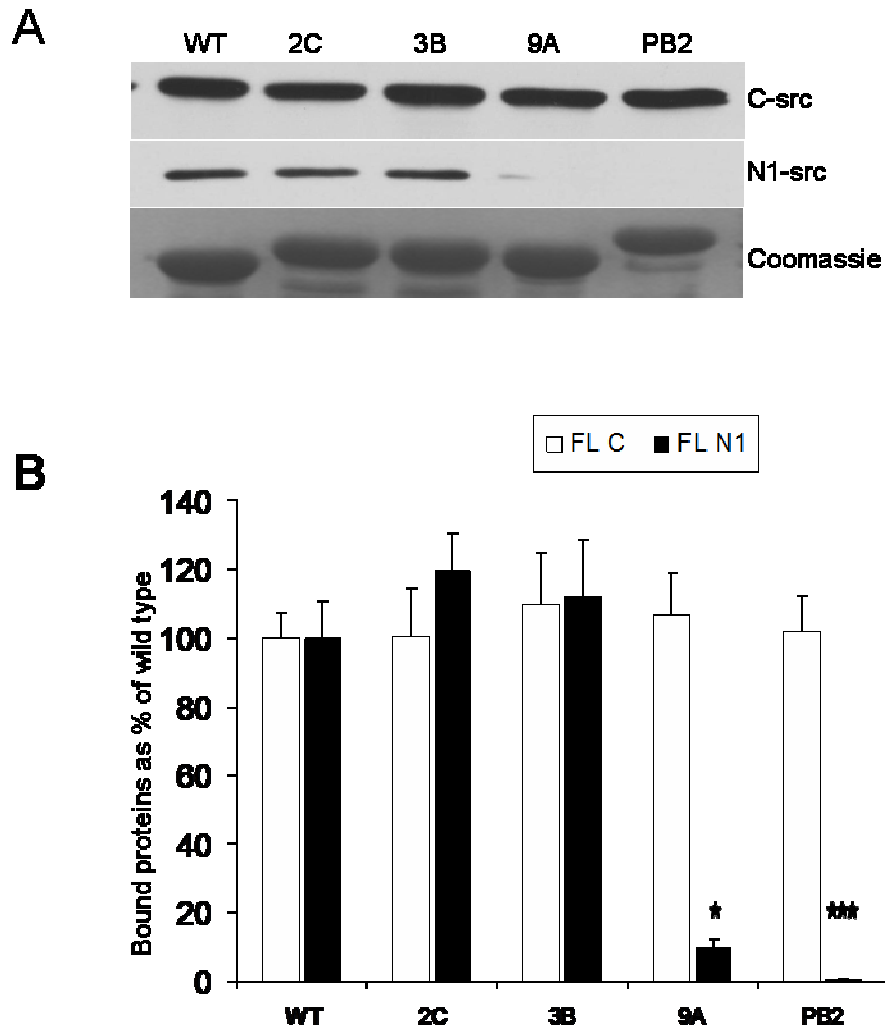 A
WT 2C 3B 9A PB2
C-src
N1-src
Coomassie
FL C FL N1
B
Bound proteins as % of wild type
140
120
100
80
60
40
20
0
*
***
WT 2C 3B 9A PB2